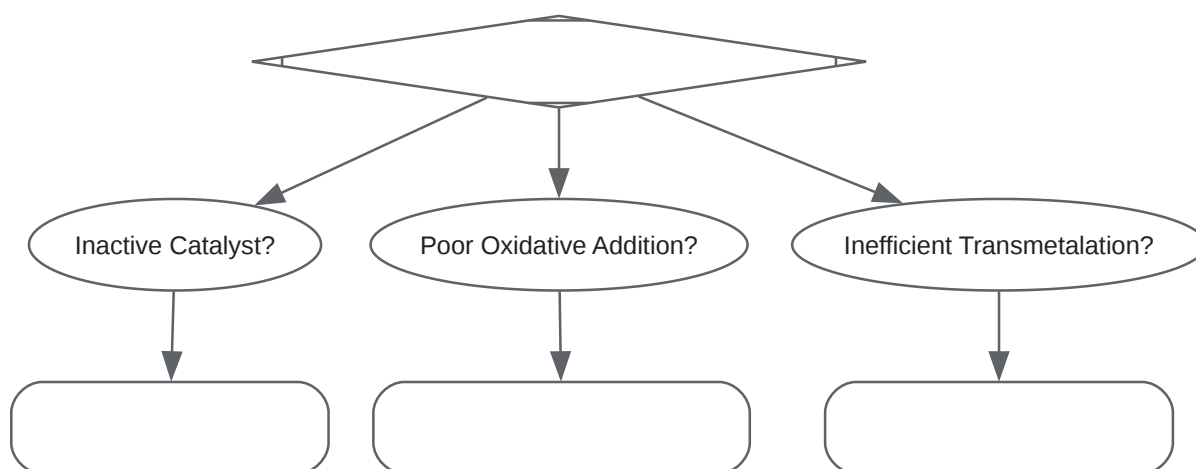 Inactive Catalyst?
Poor Oxidative Addition?
Inefficient Transmetalation?